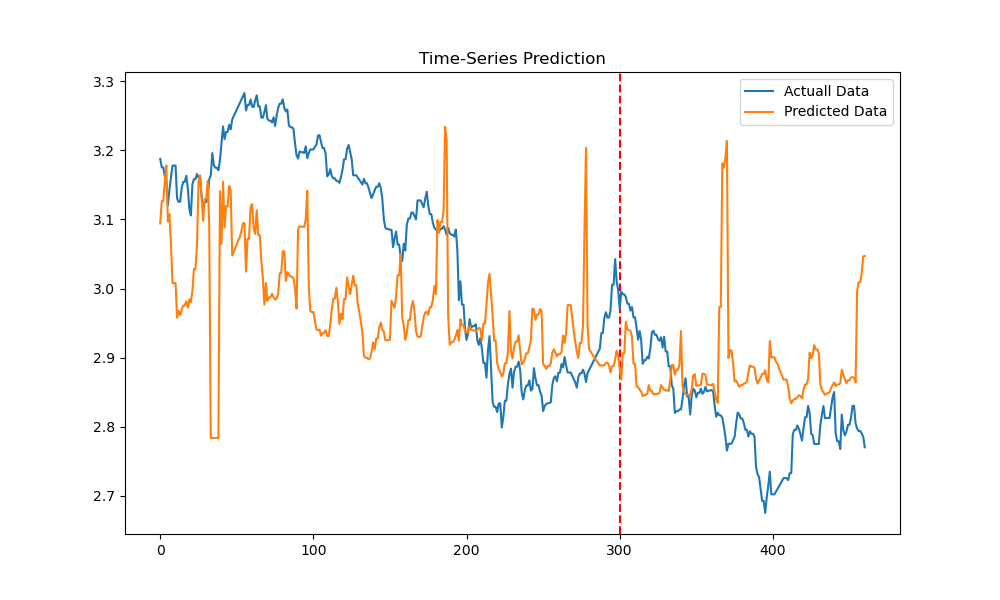 Time-Series Prediction
Actuall Data
Predicted Data
3.3
3.2
3.1
3.0
2.9
2.8
2.7
0 100 200 300 400